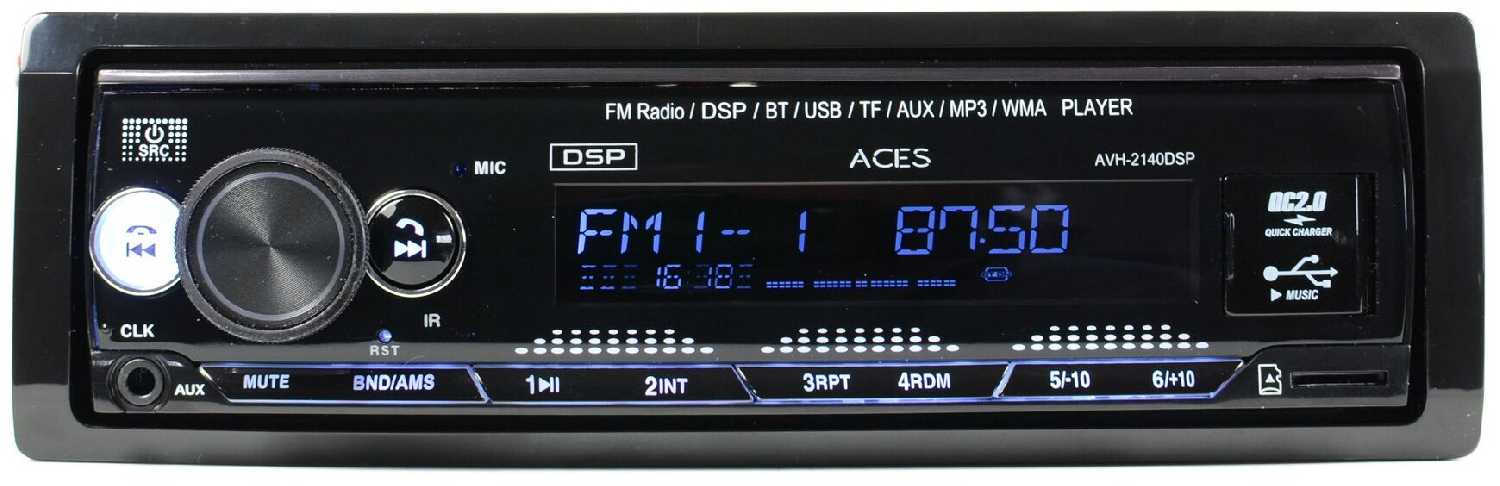 FM Radio / DSP / BT / USB / TF / AUX / MP3 / WMA PLAYER
SRC
MIC
DSP
ACES
AVH-2140DSP
FM1-- 1 87.50
16 18
QC2.0
QUICK CHARGER
MUSIC
CLK
IR
RST
AUX
MUTE
BND/AMS
1
2INT
3RPT
4RDM
5/-10
6/+10